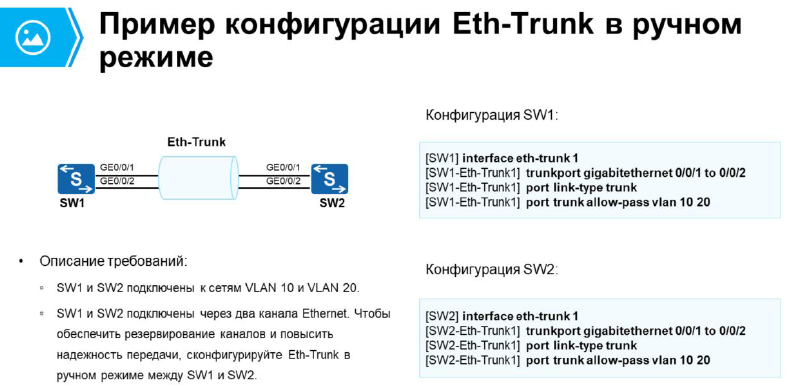 Пример конфигурации Eth-Trunk в ручном
режиме
Eth-Trunk
GE0/0/1
GE0/0/2
GE0/0/1
GE0/0/2
S
S
SW1
SW2
• Описание требований:
▫ SW1 и SW2 подключены к сетям VLAN 10 и VLAN 20.
▫ SW1 и SW2 подключены через два канала Ethernet. Чтобы
обеспечить резервирование каналов и повысить
надежность передачи, сконфигурируйте Eth-Trunk в
ручном режиме между SW1 и SW2.
Конфигурация SW1:
[SW1] interface eth-trunk 1
[SW1-Eth-Trunk1] trunkport gigabitethernet 0/0/1 to 0/0/2
[SW1-Eth-Trunk1] port link-type trunk
[SW1-Eth-Trunk1] port trunk allow-pass vlan 10 20
Конфигурация SW2:
[SW2] interface eth-trunk 1
[SW2-Eth-Trunk1] trunkport gigabitethernet 0/0/1 to 0/0/2
[SW2-Eth-Trunk1] port link-type trunk
[SW2-Eth-Trunk1] port trunk allow-pass vlan 10 20